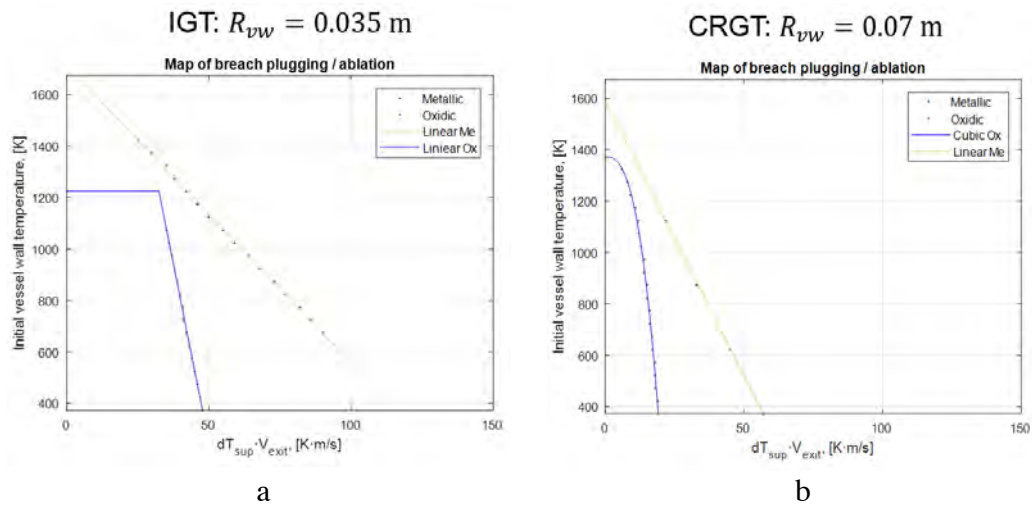 IGT: R_vw = 0.035 m
Map of breach plugging / ablation
Metallic
Oxidic
Linear Me
Liniear Ox
Initial vessel wall temperature, [K]
1600
1400
1200
1000
800
600
400
0
50
100
150
dT_sup·V_exit, [K·m/s]
a
CRGT: R_vw = 0.07 m
Map of breach plugging / ablation
Metallic
Oxidic
Cubic Ox
Linear Me
Initial vessel wall temperature, [K]
1600
1400
1200
1000
800
600
400
0
50
100
150
dT_sup·V_exit, [K·m/s]
b